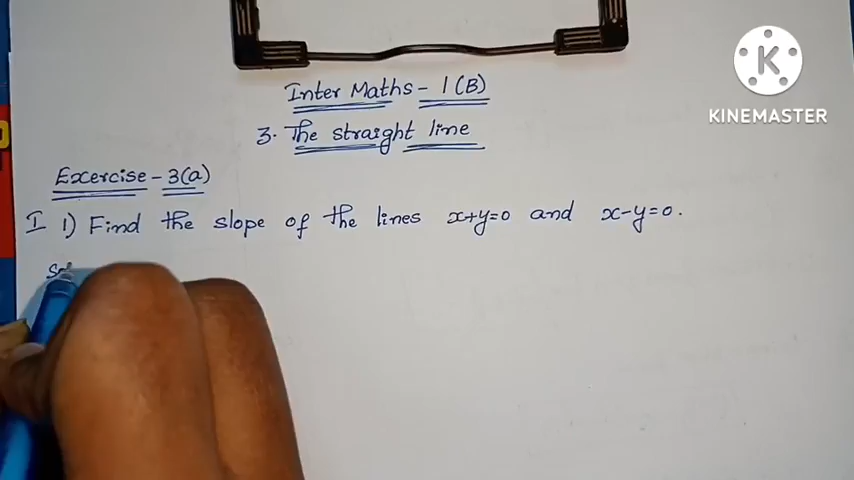 Inter Maths - 1(B)
3. The straight line
KINEMASTER
Excercise - 3(a)
I 1) Find the slope of the lines x+y=0 and x-y=0.